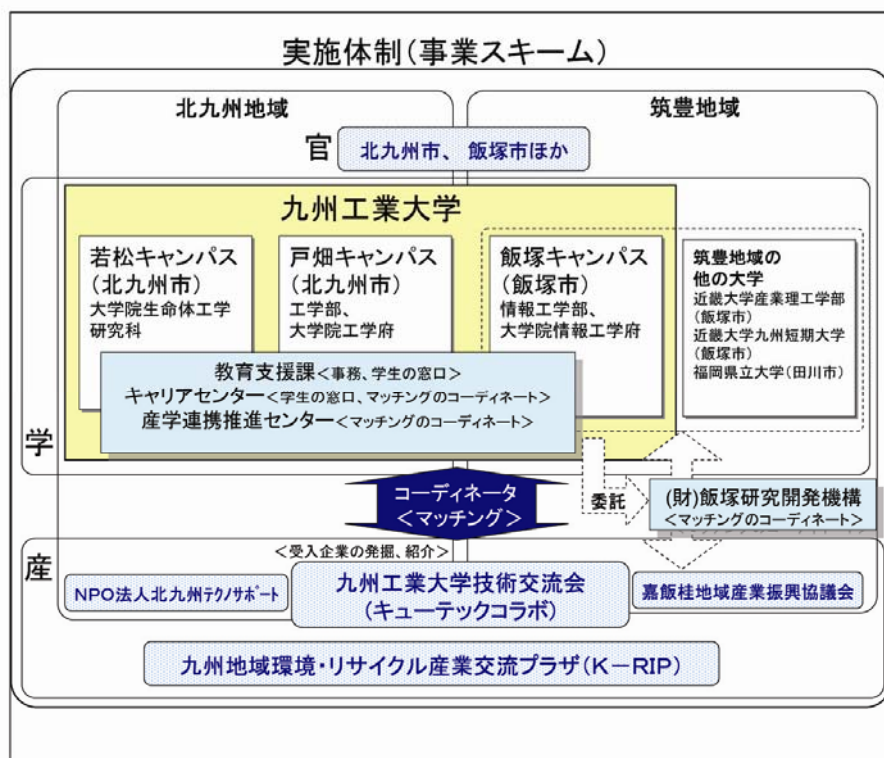 実施体制(事業スキーム)
北九州地域
筑豊地域
官
北九州市、 飯塚市ほか
九州工業大学
若松キャンパス
(北九州市)
大学院生命体工学
研究科
戸畑キャンパス
(北九州市)
工学部、
大学院工学府
飯塚キャンパス
(飯塚市)
情報工学部、
大学院情報工学府
筑豊地域の
他の大学
近畿大学産業理工学部
(飯塚市)
近畿大学九州短期大学
(飯塚市)
福岡県立大学(田川市)
教育支援課<事務、学生の窓口>
キャリアセンター<学生の窓口、マッチングのコーディネート>
産学連携推進センター<マッチングのコーディネート>
学
コーディネータ
<マッチング>
委託
(財)飯塚研究開発機構
<マッチングのコーディネート>
産
<受入企業の発掘、紹介>
NPO法人北九州テクノサポート
九州工業大学技術交流会
(キューテックコラボ)
嘉飯桂地域産業振興協議会
九州地域環境・リサイクル産業交流プラザ(K-RIP)